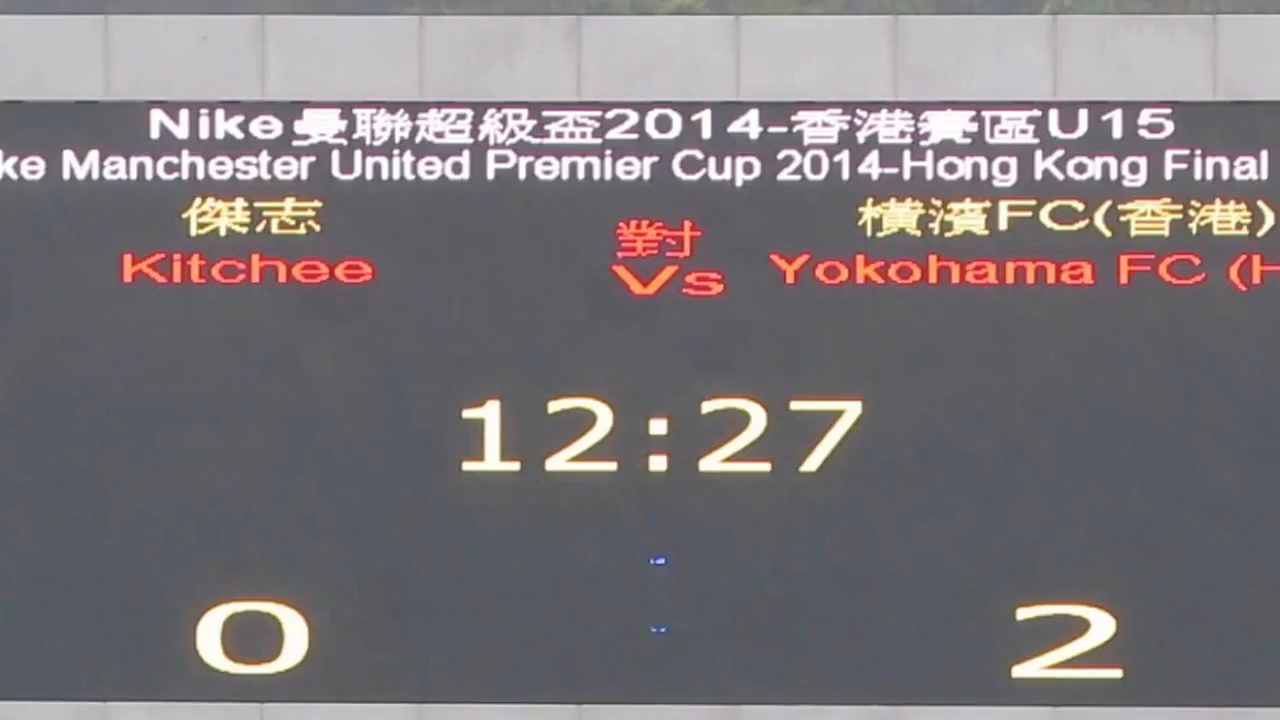 Nike曼聯超級盃2014-香港賽區U15
ke Manchester United Premier Cup 2014-Hong Kong Final
傑志 對 橫濱FC(香港)
Kitchee Vs Yokohama FC (H
12:27
0 : 2